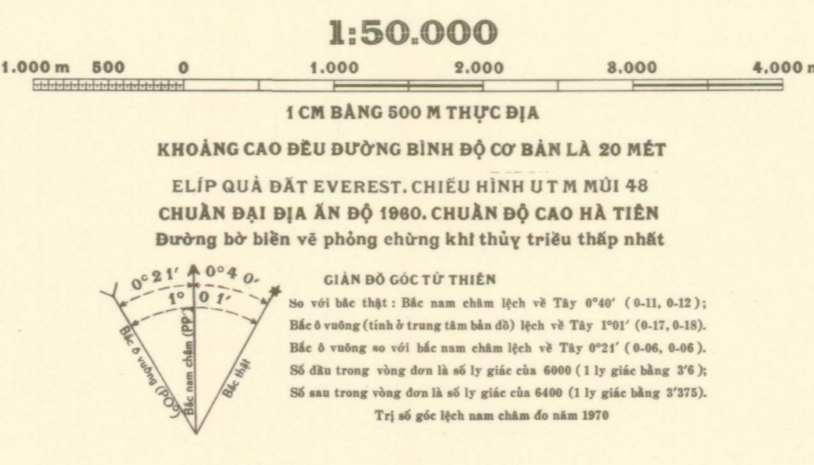 1:50.000
1.000 m 500 0 1.000 2.000 3.000 4.000 m
1 CM BẰNG 500 M THỰC ĐỊA
KHOẢNG CAO ĐỀU ĐƯỜNG BÌNH ĐỘ CƠ BẢN LÀ 20 MÉT
ELÍP QUẢ ĐẤT EVEREST. CHIẾU HÌNH UTM MÚI 48
CHUẨN ĐẠI ĐỊA ẤN ĐỘ 1960. CHUẨN ĐỘ CAO HÀ TIÊN
Đường bờ biển vẽ phỏng chừng khi thủy triều thấp nhất
0°21′ 0°40′
1° 01′
Bắc ô vuông (PO°)
Bắc nam châm (PP′)
Bắc thật
GIẢN ĐỒ GÓC TỪ THIÊN
So với bắc thật : Bắc nam châm lệch về Tây 0°40′ (0-11, 0-12);
Bắc ô vuông (tính ở trung tâm bản đồ) lệch về Tây 1°01′ (0-17, 0-18).
Bắc ô vuông so với bắc nam châm lệch về Tây 0°21′ (0-06, 0-06).
Số đầu trong vòng đơn là số ly giác của 6000 (1 ly giác bằng 3′6);
Số sau trong vòng đơn là số ly giác của 6400 (1 ly giác bằng 3′375).
Trị số góc lệch nam châm đo năm 1970